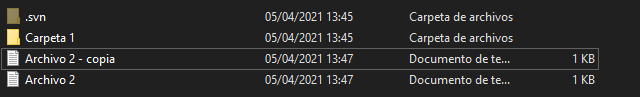 .svn 05/04/2021 13:45 Carpeta de archivos
Carpeta 1 05/04/2021 13:45 Carpeta de archivos
Archivo 2 - copia 05/04/2021 13:47 Documento de te... 1 KB
Archivo 2 05/04/2021 13:47 Documento de te... 1 KB